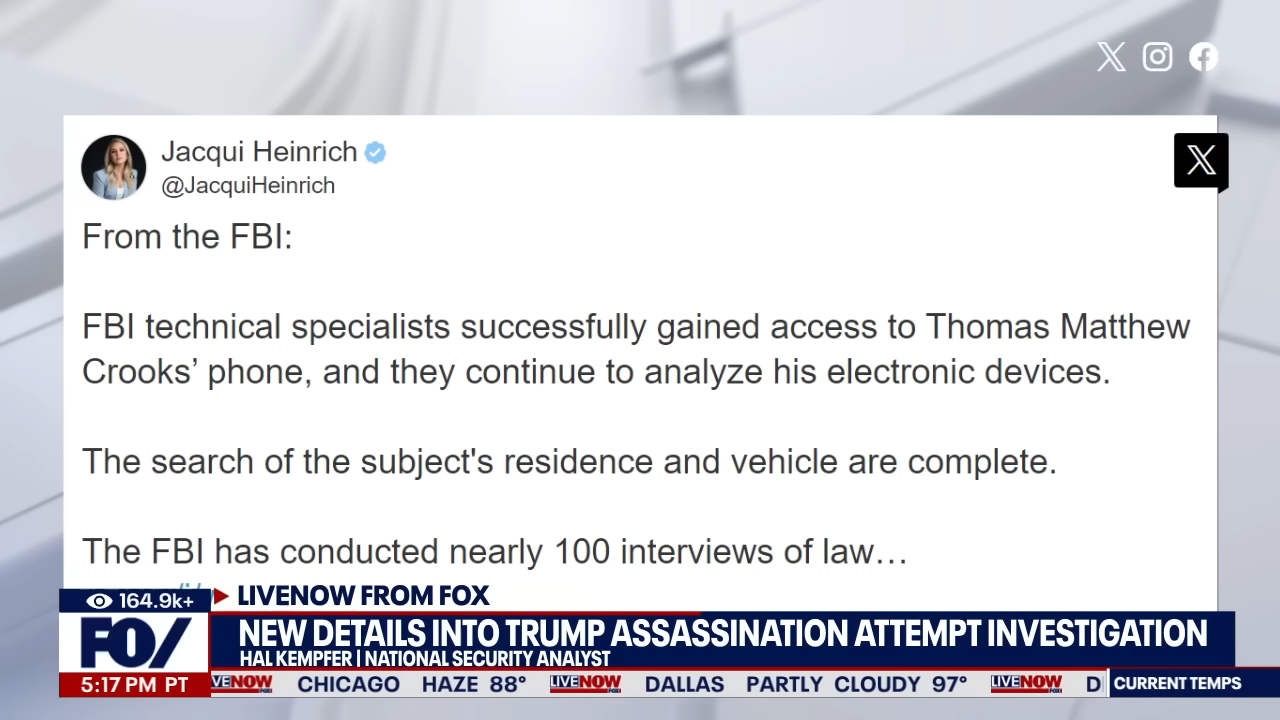 Jacqui Heinrich
@JacquiHeinrich
From the FBI:
FBI technical specialists successfully gained access to Thomas Matthew
Crooks’ phone, and they continue to analyze his electronic devices.
The search of the subject's residence and vehicle are complete.
The FBI has conducted nearly 100 interviews of law…
164.9k+
LIVENOW FROM FOX
FOX
NEW DETAILS INTO TRUMP ASSASSINATION ATTEMPT INVESTIGATION
HAL KEMPFER | NATIONAL SECURITY ANALYST
5:17 PM PT
VENOW FOX CHICAGO HAZE 88° LIVENOW FOX DALLAS PARTLY CLOUDY 97° LIVENOW FOX D CURRENT TEMPS